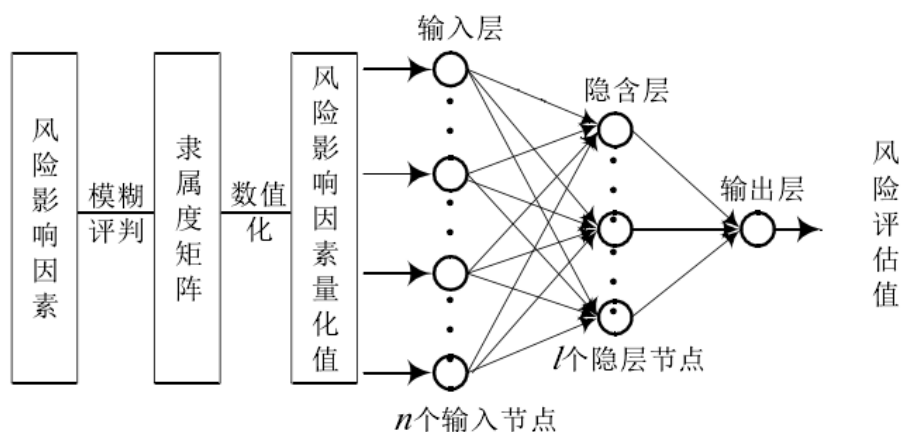 风险影响因素
模糊
评判
隶属度矩阵
数值
化
风险影响因素量化值
输入层
n个输入节点
隐含层
l个隐层节点
输出层
风险评估值